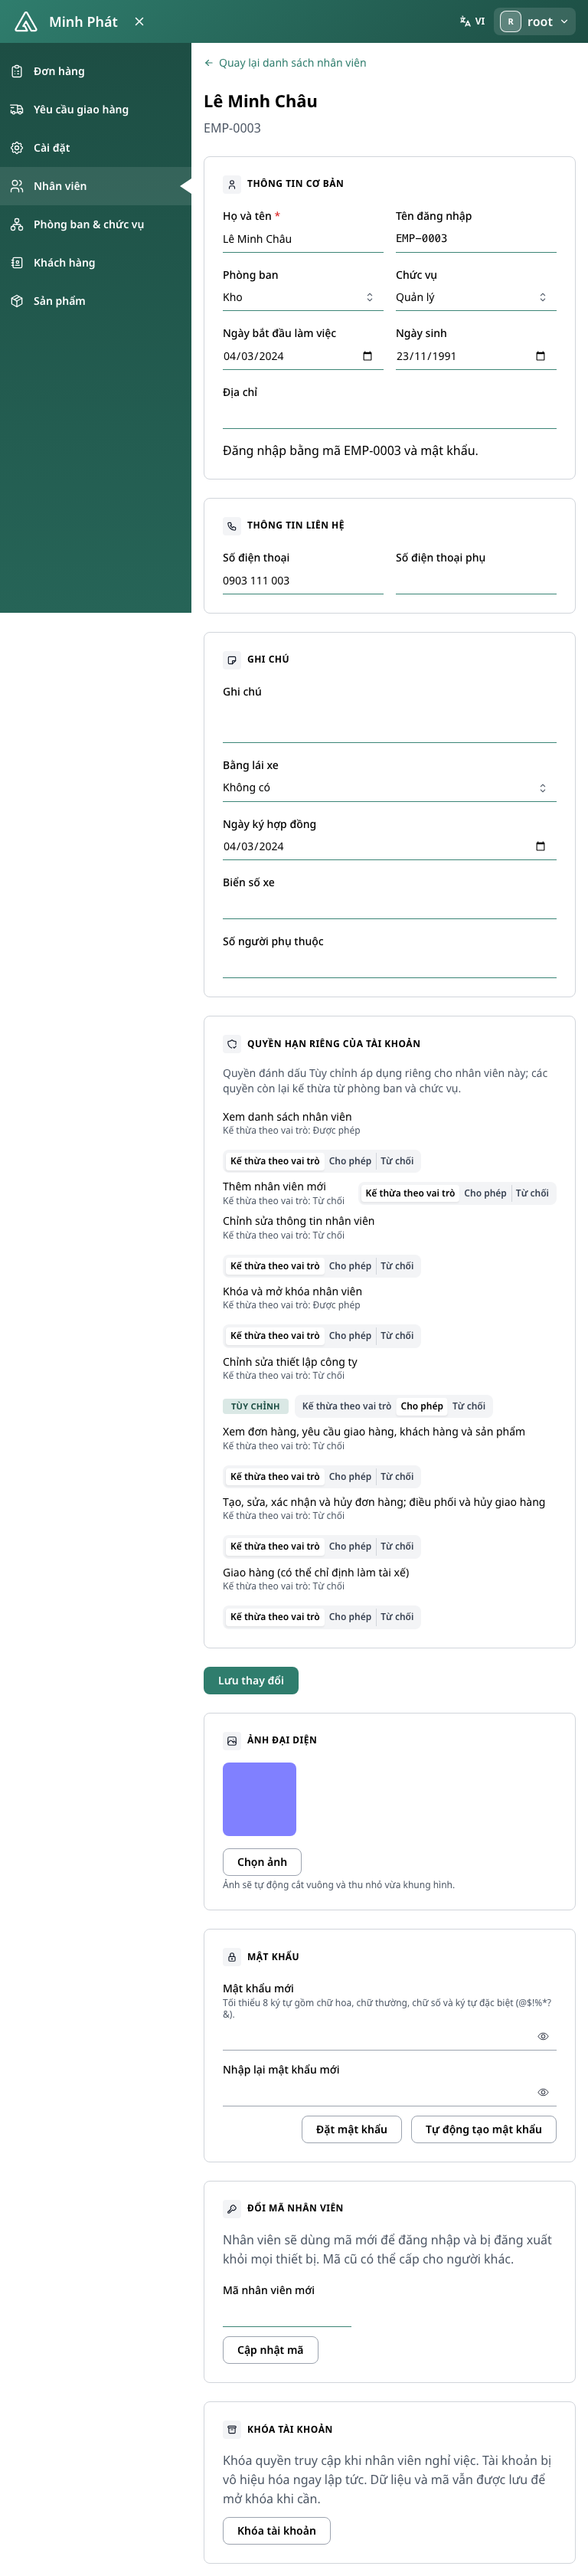 Minh Phát
VI
R
root
Đơn hàng
Yêu cầu giao hàng
Cài đặt
Nhân viên
Phòng ban & chức vụ
Khách hàng
Sản phẩm
Quay lại danh sách nhân viên
Lê Minh Châu
EMP-0003
THÔNG TIN CƠ BẢN
Họ và tên *
Tên đăng nhập
Lê Minh Châu
EMP-0003
Phòng ban
Chức vụ
Kho
Quản lý
Ngày bắt đầu làm việc
Ngày sinh
04/03/2024
23/11/1991
Địa chỉ
Đăng nhập bằng mã EMP-0003 và mật khẩu.
THÔNG TIN LIÊN HỆ
Số điện thoại
Số điện thoại phụ
0903 111 003
GHI CHÚ
Ghi chú
Bằng lái xe
Không có
Ngày ký hợp đồng
04/03/2024
Biển số xe
Số người phụ thuộc
QUYỀN HẠN RIÊNG CỦA TÀI KHOẢN
Quyền đánh dấu Tùy chỉnh áp dụng riêng cho nhân viên này; các
quyền còn lại kế thừa từ phòng ban và chức vụ.
Xem danh sách nhân viên
Kế thừa theo vai trò: Được phép
Kế thừa theo vai trò Cho phép Từ chối
Thêm nhân viên mới
Kế thừa theo vai trò: Từ chối
Kế thừa theo vai trò Cho phép Từ chối
Chỉnh sửa thông tin nhân viên
Kế thừa theo vai trò: Từ chối
Kế thừa theo vai trò Cho phép Từ chối
Khóa và mở khóa nhân viên
Kế thừa theo vai trò: Được phép
Kế thừa theo vai trò Cho phép Từ chối
Chỉnh sửa thiết lập công ty
Kế thừa theo vai trò: Từ chối
TÙY CHỈNH Kế thừa theo vai trò Cho phép Từ chối
Xem đơn hàng, yêu cầu giao hàng, khách hàng và sản phẩm
Kế thừa theo vai trò: Từ chối
Kế thừa theo vai trò Cho phép Từ chối
Tạo, sửa, xác nhận và hủy đơn hàng; điều phối và hủy giao hàng
Kế thừa theo vai trò: Từ chối
Kế thừa theo vai trò Cho phép Từ chối
Giao hàng (có thể chỉ định làm tài xế)
Kế thừa theo vai trò: Từ chối
Kế thừa theo vai trò Cho phép Từ chối
Lưu thay đổi
ẢNH ĐẠI DIỆN
Chọn ảnh
Ảnh sẽ tự động cắt vuông và thu nhỏ vừa khung hình.
MẬT KHẨU
Mật khẩu mới
Tối thiểu 8 ký tự gồm chữ hoa, chữ thường, chữ số và ký tự đặc biệt (@$!%*?
&).
Nhập lại mật khẩu mới
Đặt mật khẩu
Tự động tạo mật khẩu
ĐỔI MÃ NHÂN VIÊN
Nhân viên sẽ dùng mã mới để đăng nhập và bị đăng xuất
khỏi mọi thiết bị. Mã cũ có thể cấp cho người khác.
Mã nhân viên mới
Cập nhật mã
KHÓA TÀI KHOẢN
Khóa quyền truy cập khi nhân viên nghỉ việc. Tài khoản bị
vô hiệu hóa ngay lập tức. Dữ liệu và mã vẫn được lưu để
mở khóa khi cần.
Khóa tài khoản